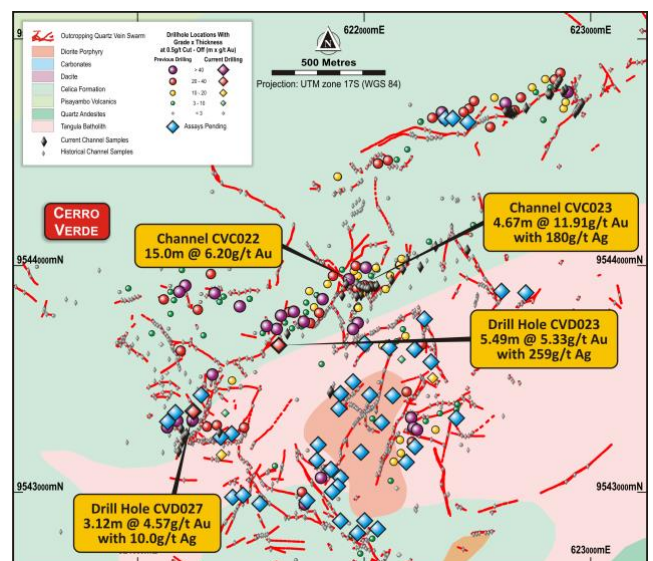 622000mE
623000mE
Outcropping Quartz Vein Swarm
Diorite Porphyry
Carbonates
Dacite
Celica Formation
Pisayambo Volcanics
Quartz Andesites
Tangula Batholith
Current Channel Samples
Historical Channel Samples
Drillhole Locations With
Grade x Thickness
at 0.5g/t Cut - Off (m x g/t Au)
Previous Drilling
Current Drilling
> 40
20 - 40
10 - 20
3 - 10
< 3
Assays Pending
N
500 Metres
Projection: UTM zone 17S (WGS 84)
CERRO
VERDE
Channel CVC022
15.0m @ 6.20g/t Au
Channel CVC023
4.67m @ 11.91g/t Au
with 180g/t Ag
9544000mN
9544000mN
Drill Hole CVD023
5.49m @ 5.33g/t Au
with 259g/t Ag
9543000mN
9543000mN
Drill Hole CVD027
3.12m @ 4.57g/t Au
with 10.0g/t Ag
623000mE